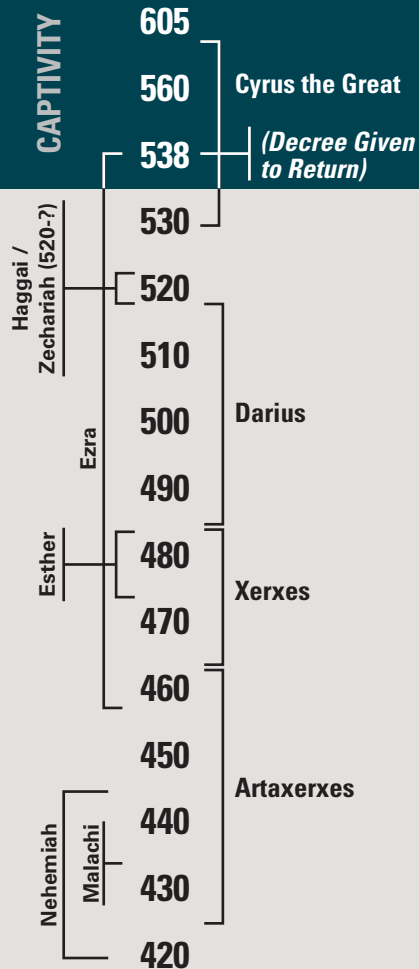 CAPTIVITY
605
560
Cyrus the Great
538
(Decree Given
to Return)
530
Haggai /
Zechariah (520-?)
520
510
Darius
500
Ezra
490
Esther
480
Xerxes
470
460
450
Artaxerxes
440
Nehemiah
Malachi
430
420